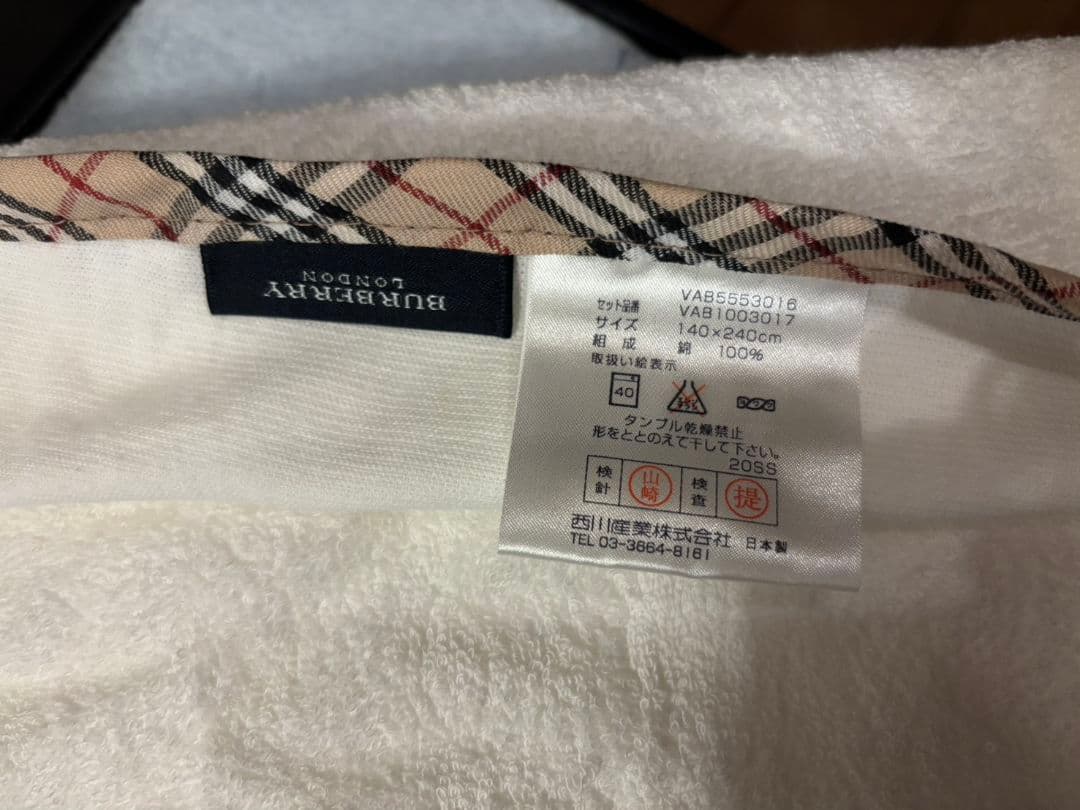 BURBERRY
LONDON
VAB5553016
セット品番 VAB1003017
サイズ 140×240cm
組成 綿 100%
取扱い絵表示
40
タンブル乾燥禁止
形をととのえて干して下さい。
20SS
検針 山崎 検査 提
西川産業株式会社 日本製
TEL 03-3664-8161